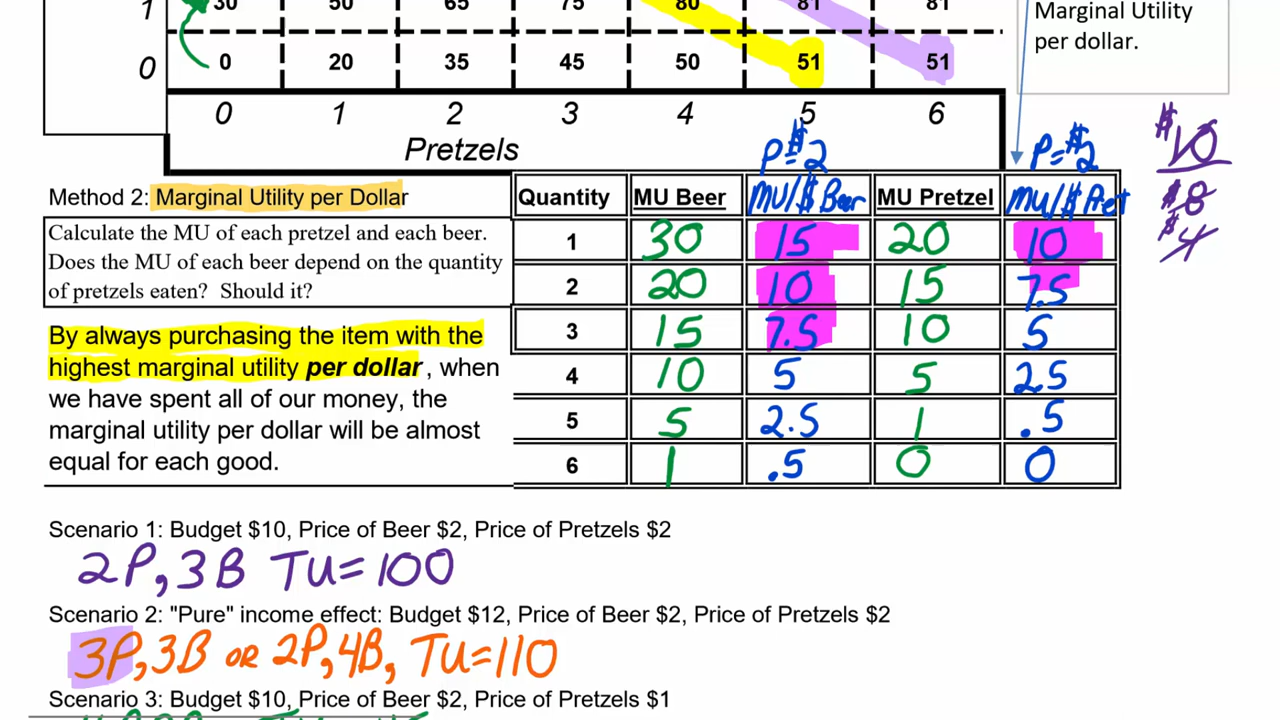 1 30 50 65 75 80 81 81
0 0 20 35 45 50 51 51
0 1 2 3 4 5 6
Pretzels
Marginal Utility
per dollar.
$10
$8
$4
P=$2 P=$2
Method 2: Marginal Utility per Dollar
Calculate the MU of each pretzel and each beer.
Does the MU of each beer depend on the quantity
of pretzels eaten? Should it?
By always purchasing the item with the
highest marginal utility per dollar, when
we have spent all of our money, the
marginal utility per dollar will be almost
equal for each good.
Quantity MU Beer MU/$ Beer MU Pretzel MU/$ Pret
1 30 15 20 10
2 20 10 15 7.5
3 15 7.5 10 5
4 10 5 5 2.5
5 5 2.5 1 .5
6 1 .5 0 0
Scenario 1: Budget $10, Price of Beer $2, Price of Pretzels $2
2P, 3B TU=100
Scenario 2: "Pure" income effect: Budget $12, Price of Beer $2, Price of Pretzels $2
3P, 3B OR 2P, 4B, TU=110
Scenario 3: Budget $10, Price of Beer $2, Price of Pretzels $1